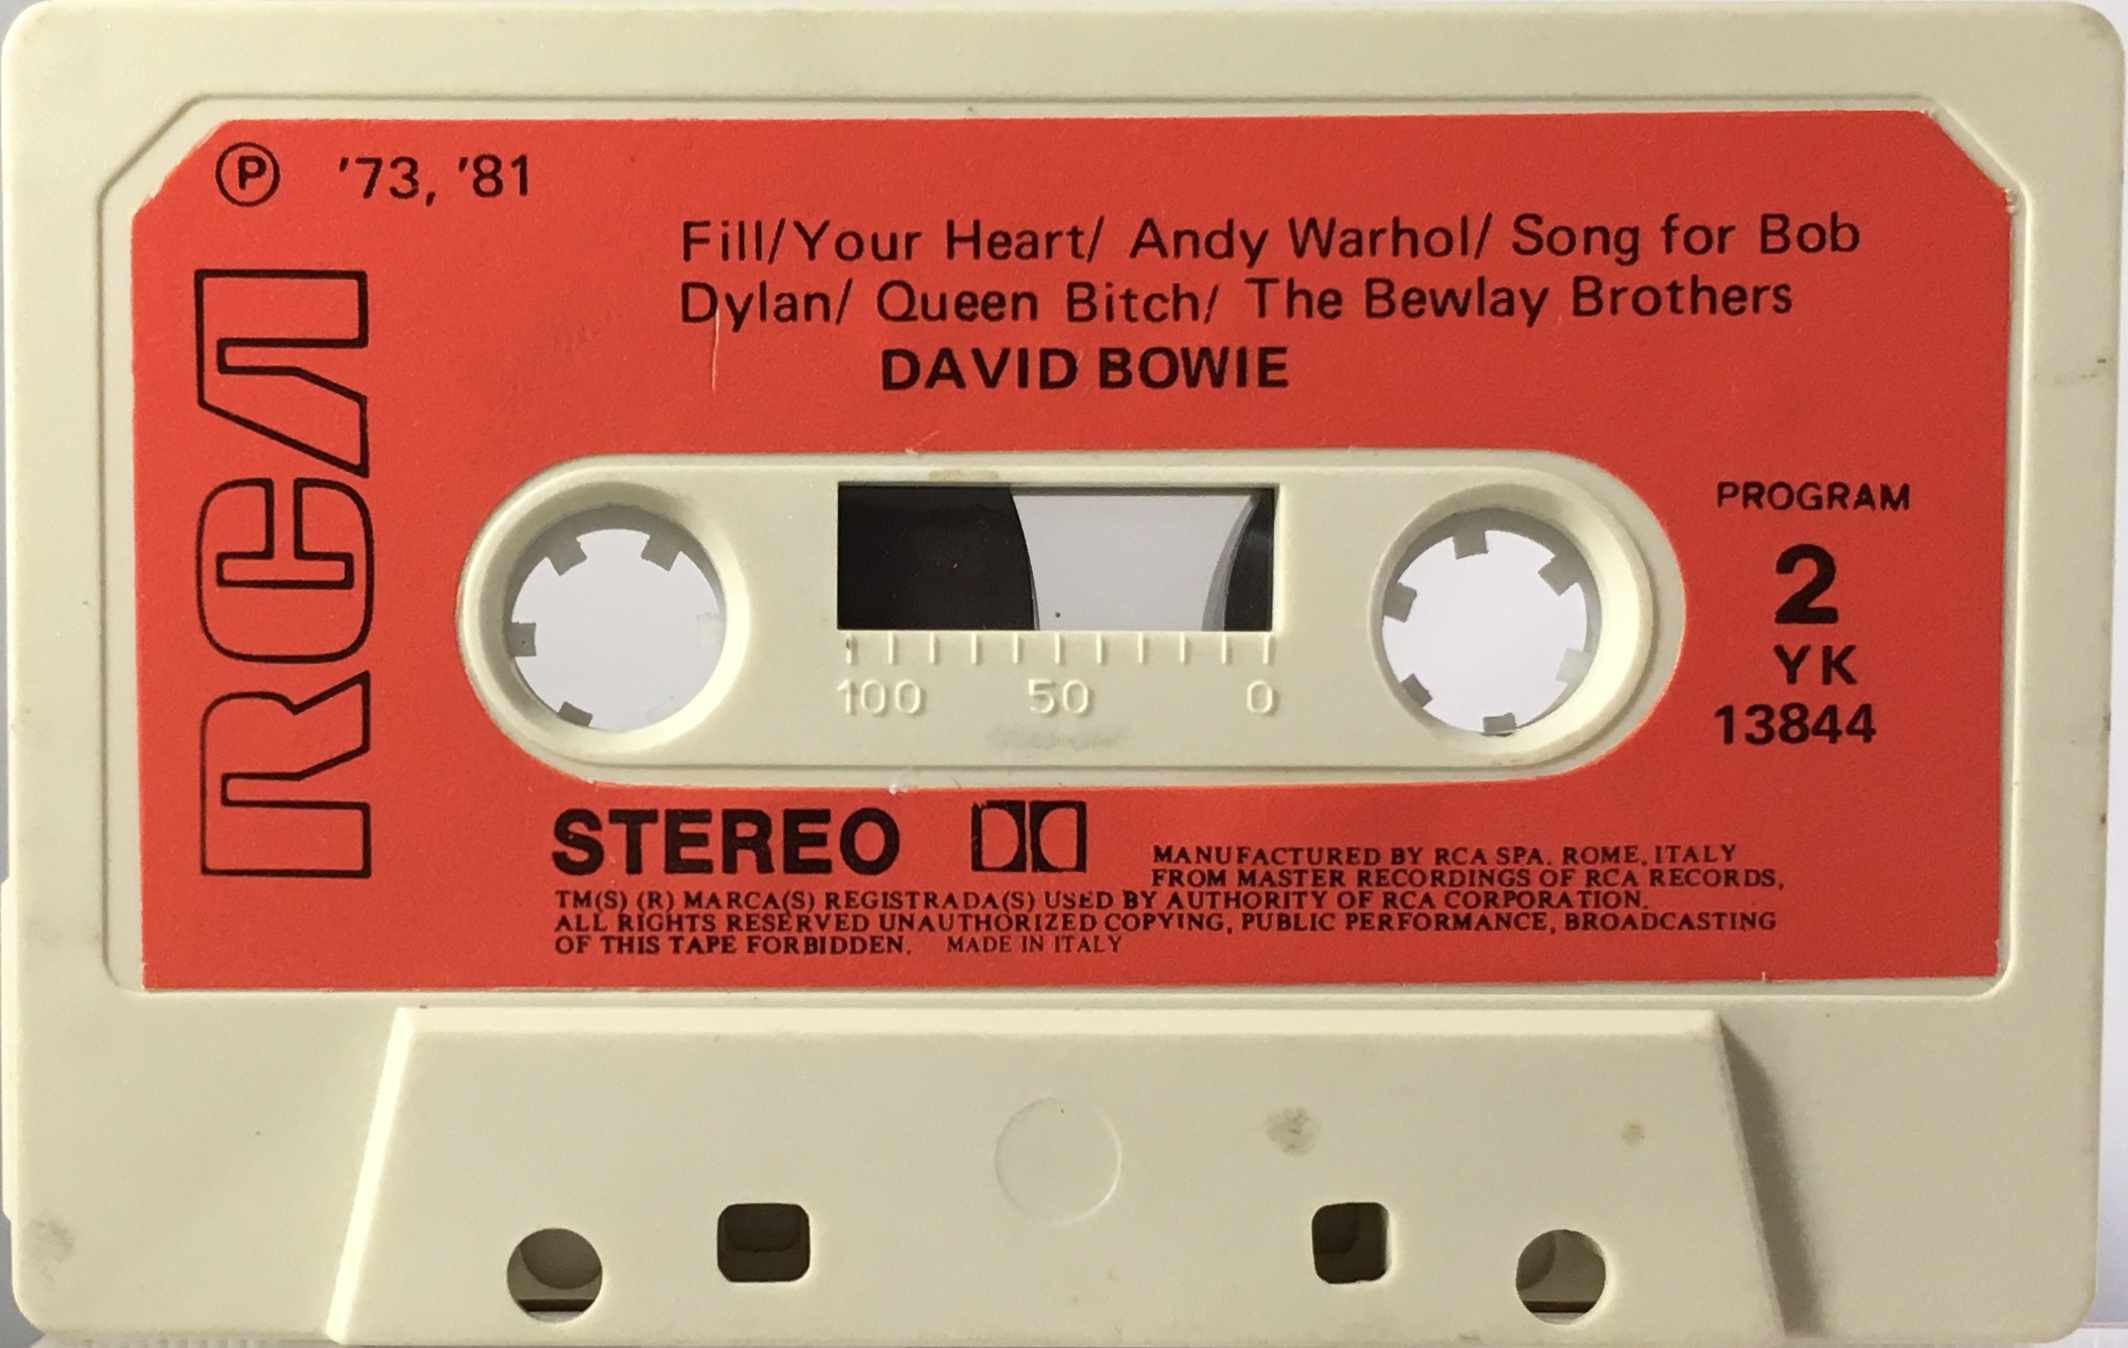 Ⓟ '73, '81
Fill/Your Heart/ Andy Warhol/ Song for Bob
Dylan/ Queen Bitch/ The Bewlay Brothers
DAVID BOWIE
RCA
PROGRAM
2
YK
13844
100 50 0
STEREO
MANUFACTURED BY RCA SPA. ROME, ITALY
FROM MASTER RECORDINGS OF RCA RECORDS,
TM(S) (R) MARCA(S) REGISTRADA(S) USED BY AUTHORITY OF RCA CORPORATION.
ALL RIGHTS RESERVED UNAUTHORIZED COPYING, PUBLIC PERFORMANCE, BROADCASTING
OF THIS TAPE FORBIDDEN. MADE IN ITALY